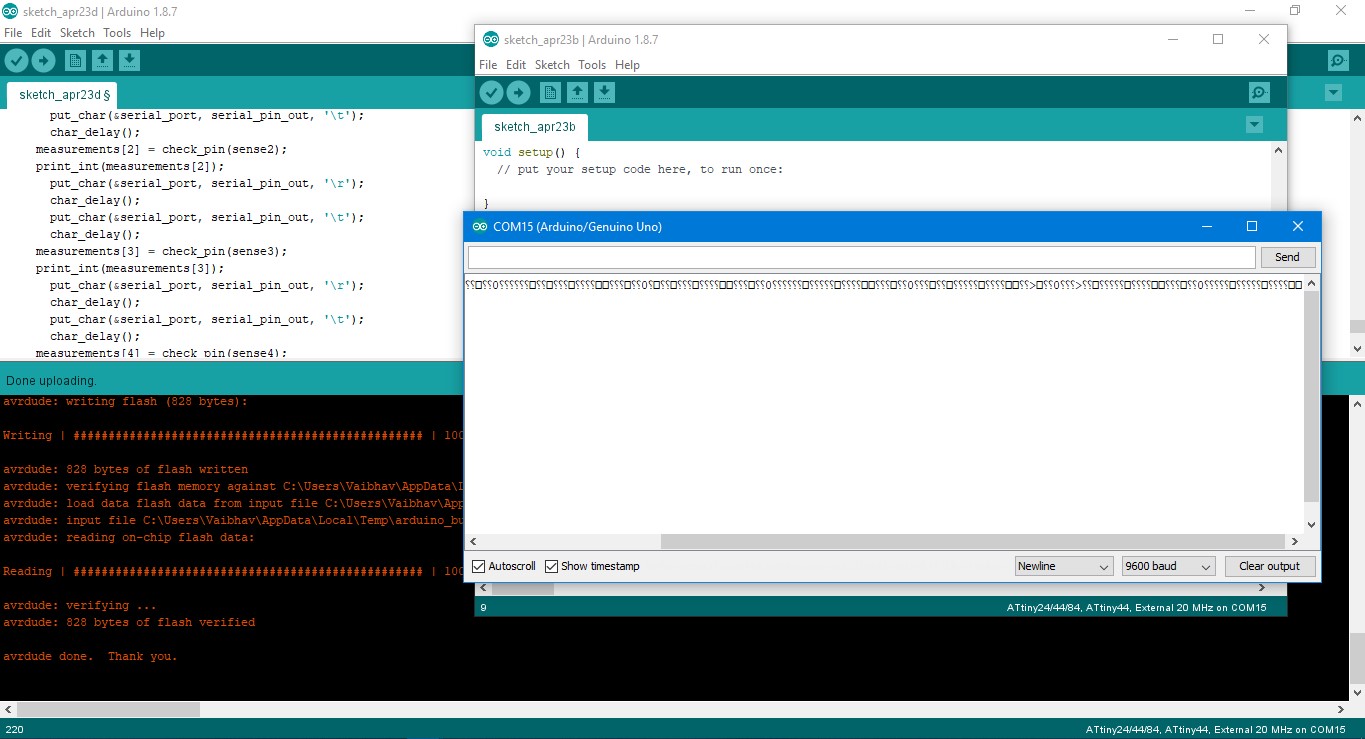 sketch_apr23d | Arduino 1.8.7
File Edit Sketch Tools Help
sketch_apr23d §
put_char(&serial_port, serial_pin_out, '\t');
char_delay();
measurements[2] = check_pin(sense2);
print_int(measurements[2]);
put_char(&serial_port, serial_pin_out, '\r');
char_delay();
put_char(&serial_port, serial_pin_out, '\t');
char_delay();
measurements[3] = check_pin(sense3);
print_int(measurements[3]);
put_char(&serial_port, serial_pin_out, '\r');
char_delay();
put_char(&serial_port, serial_pin_out, '\t');
char_delay();
measurements[4] = check_pin(sense4);
Done uploading.
avrdude: writing flash (828 bytes):
Writing | ################################################## | 100
avrdude: 828 bytes of flash written
avrdude: verifying flash memory against C:\Users\Vaibhav\AppData\
avrdude: load data flash data from input file C:\Users\Vaibhav\App
avrdude: input file C:\Users\Vaibhav\AppData\Local\Temp\arduino_bu
avrdude: reading on-chip flash data:
Reading | ################################################## | 100
avrdude: verifying ...
avrdude: 828 bytes of flash verified
avrdude done.  Thank you.
220
ATtiny24/44/84, ATtiny44, External 20 MHz on COM15
sketch_apr23b | Arduino 1.8.7
File Edit Sketch Tools Help
sketch_apr23b
void setup() {
// put your setup code here, to run once:
}
9
ATtiny24/44/84, ATtiny44, External 20 MHz on COM15
COM15 (Arduino/Genuino Uno)
Send
Autoscroll Show timestamp Newline 9600 baud Clear output